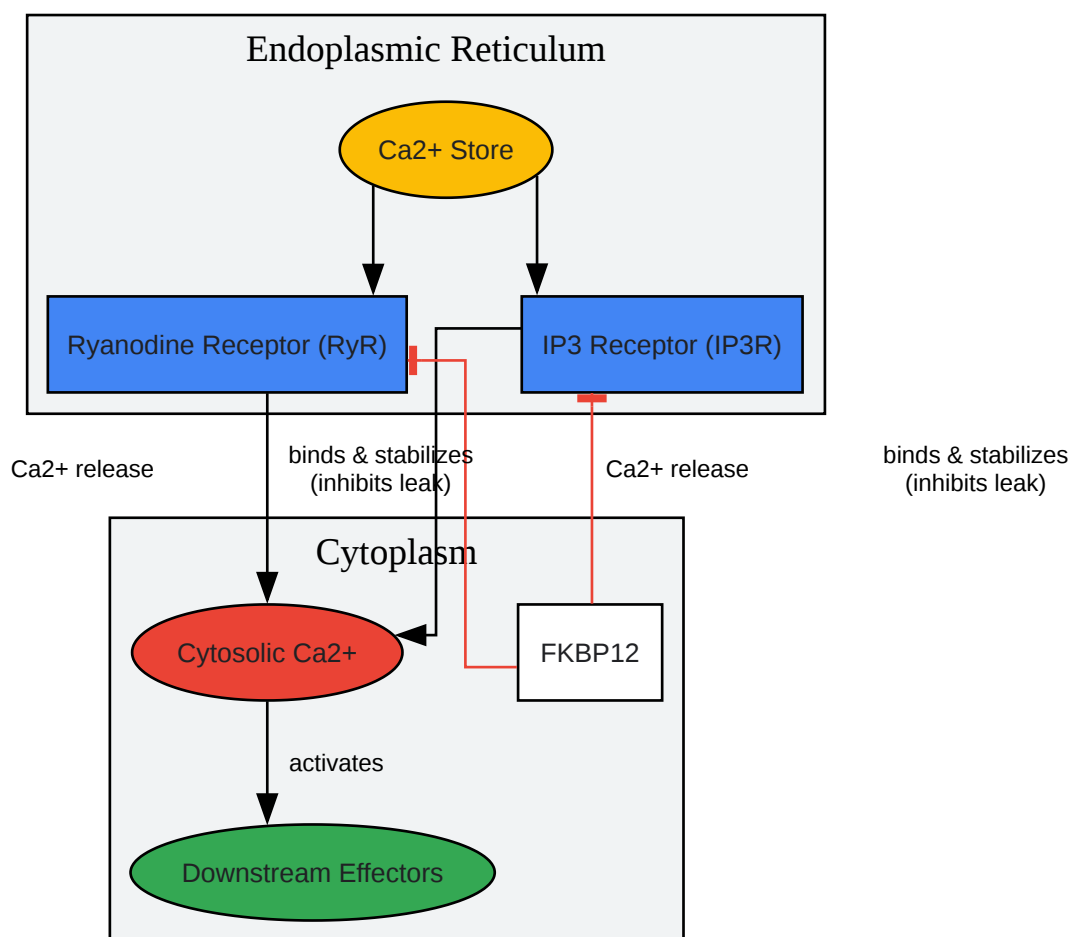 Endoplasmic Reticulum
Ca2+ Store
Ryanodine Receptor (RyR)
IP3 Receptor (IP3R)
Ca2+ release
binds & stabilizes
(inhibits leak)
Ca2+ release
binds & stabilizes
(inhibits leak)
Cytoplasm
Cytosolic Ca2+
FKBP12
activates
Downstream Effectors